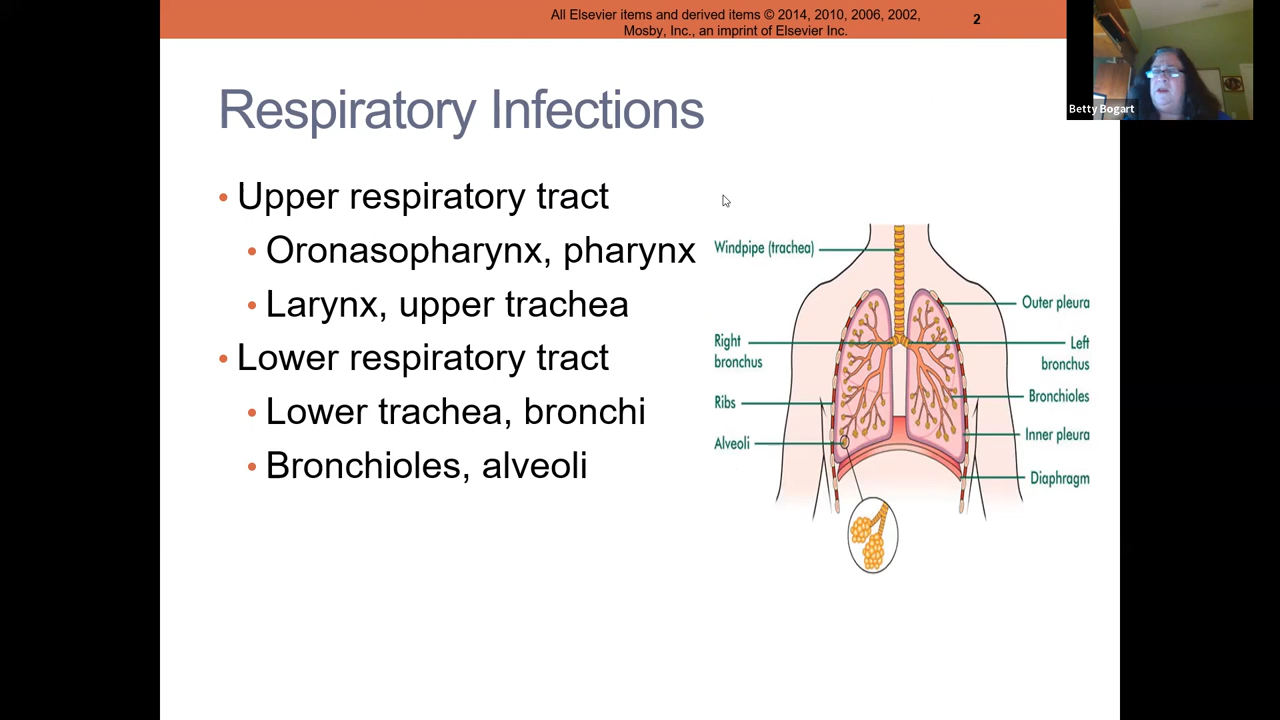 All Elsevier items and derived items © 2014, 2010, 2006, 2002,
Mosby, Inc., an imprint of Elsevier Inc.
2
Betty Bogart
Respiratory Infections
• Upper respiratory tract
• Oronasopharynx, pharynx
• Larynx, upper trachea
• Lower respiratory tract
• Lower trachea, bronchi
• Bronchioles, alveoli
Windpipe (trachea)
Right
bronchus
Ribs
Alveoli
Outer pleura
Left
bronchus
Bronchioles
Inner pleura
Diaphragm